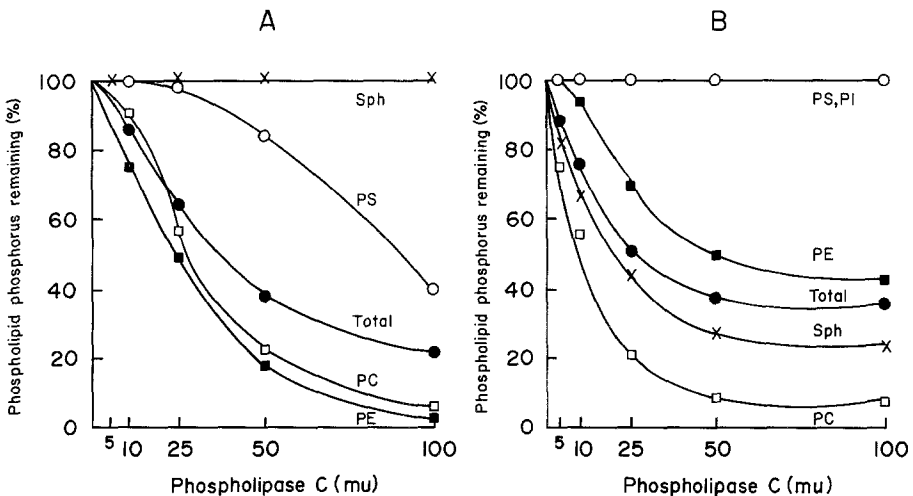 A
Phospholipid phosphorus remaining (%)
100
80
60
40
20
0
Sph
PS
Total
PC
PE
5 10 25 50 100
Phospholipase C (mu)
B
Phospholipid phosphorus remaining (%)
100
80
60
40
20
0
PS,PI
PE
Total
Sph
PC
5 10 25 50 100
Phospholipase C (mu)